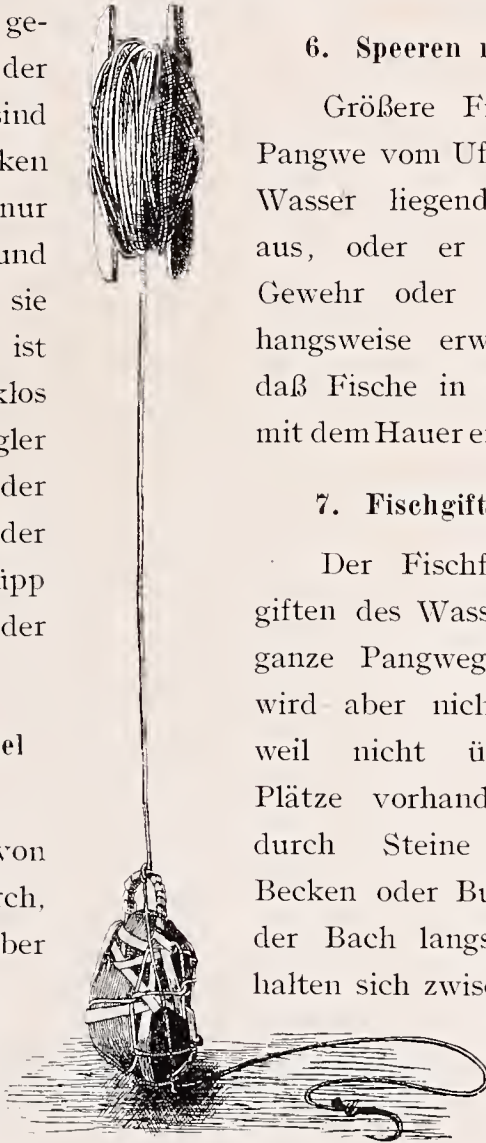 ge-
der
sind
ken
nur
und
sie
ist
klos
gler
der
der
ipp
der
el
von
rch,
ber
6. Speeren
Größere Fi
Pangwe vom Uf
Wasser liegend
aus, oder er
Gewehr oder
hangsweise erw
daß Fische in
mit dem Hauer e
7. Fischgift
Der Fischf
giften des Wass
ganze Pangweg
wird aber nich
weil nicht ü
Plätze vorhand
durch Steine
Becken oder Bu
der Bach langs
halten sich zwis